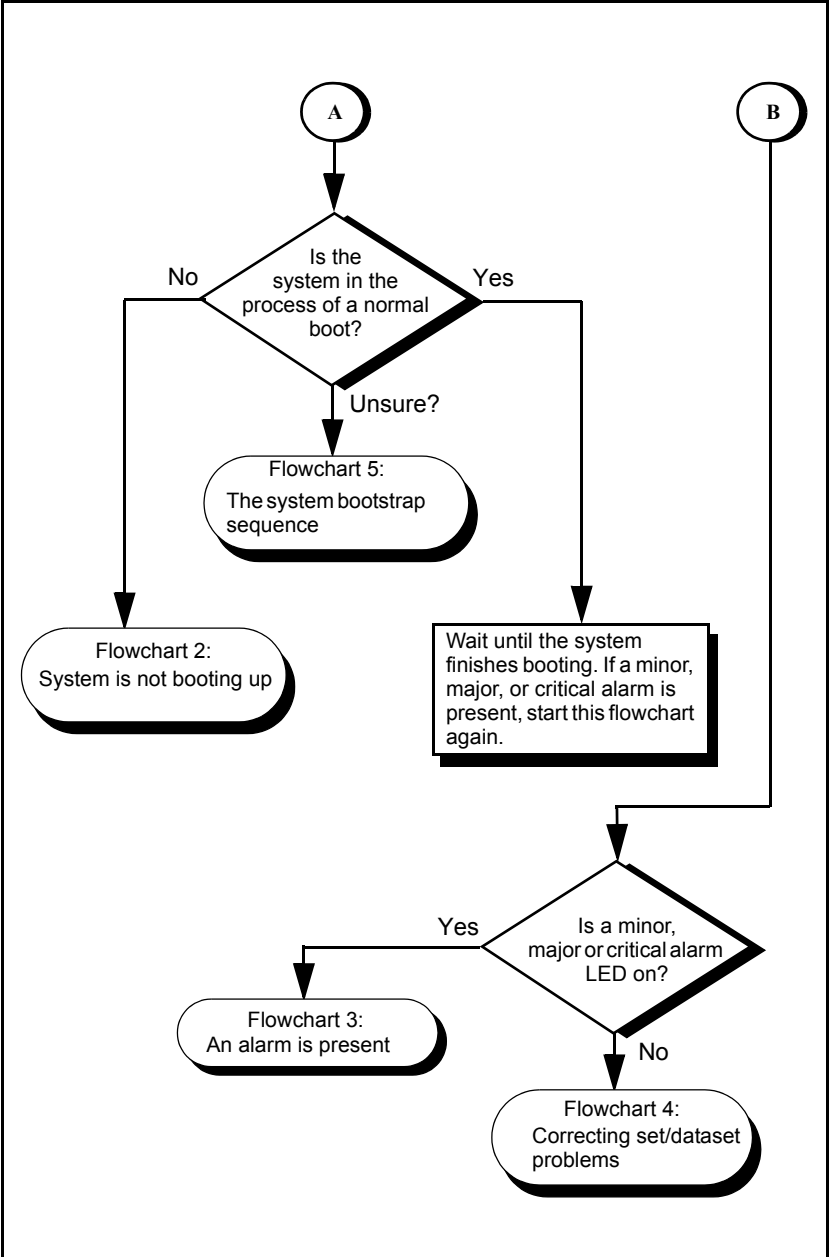 A
B
Is the
system in the
process of a normal
boot?
No
Yes
Unsure?
Flowchart 5:
The system bootstrap
sequence
Flowchart 2:
System is not booting up
Wait until the system
finishes booting. If a minor,
major, or critical alarm is
present, start this flowchart
again.
Is a minor,
major or critical alarm
LED on?
Yes
Flowchart 3:
An alarm is present
No
Flowchart 4:
Correcting set/dataset
problems